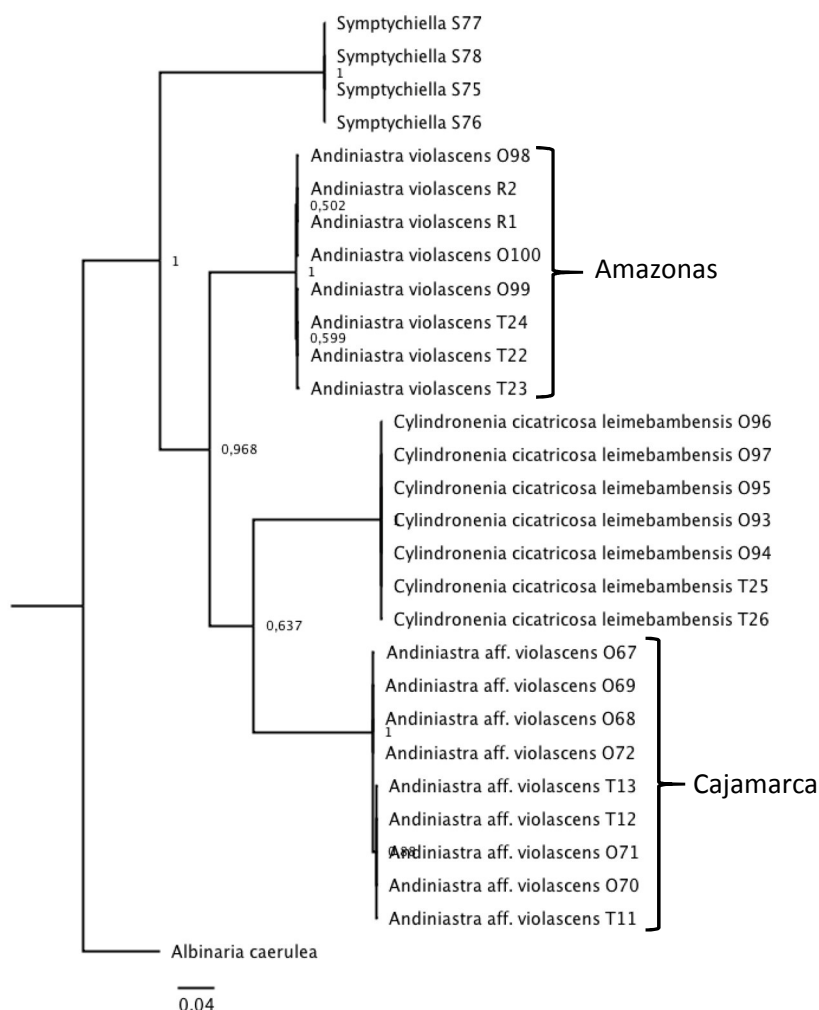 Symptychiella S77
Symptychiella S78
1
Symptychiella S75
Symptychiella S76
Andiniastra violascens O98
Andiniastra violascens R2
0,502
Andiniastra violascens R1
Andiniastra violascens O100
1
1
Amazonas
Andiniastra violascens O99
Andiniastra violascens T24
0,599
Andiniastra violascens T22
Andiniastra violascens T23
Cylindronenia cicatricosa leimebambensis O96
0,968
Cylindronenia cicatricosa leimebambensis O97
Cylindronenia cicatricosa leimebambensis O95
Cylindronenia cicatricosa leimebambensis O93
Cylindronenia cicatricosa leimebambensis O94
Cylindronenia cicatricosa leimebambensis T25
Cylindronenia cicatricosa leimebambensis T26
0,637
Andiniastra aff. violascens O67
Andiniastra aff. violascens O69
Andiniastra aff. violascens O68
1
Andiniastra aff. violascens O72
Andiniastra aff. violascens T13
Cajamarca
Andiniastra aff. violascens T12
Andiniastra aff. violascens O71
Andiniastra aff. violascens O70
Andiniastra aff. violascens T11
Albinaria caerulea
0.04